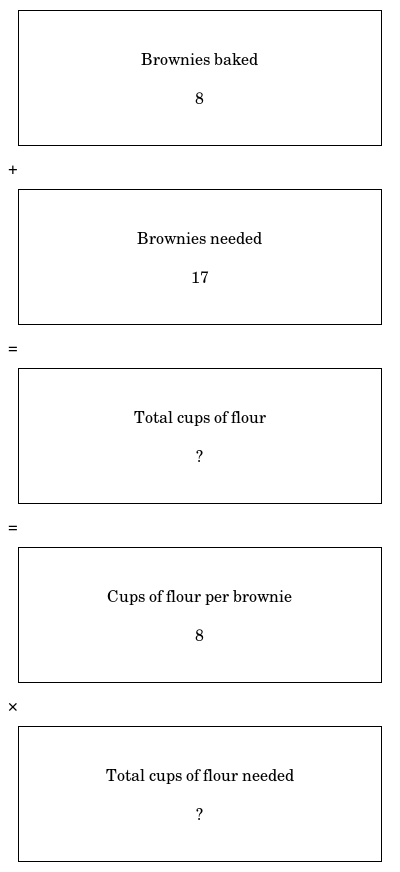 Brownies baked
8
+
Brownies needed
17
=
Total cups of flour
?
=
Cups of flour per brownie
8
×
Total cups of flour needed
?